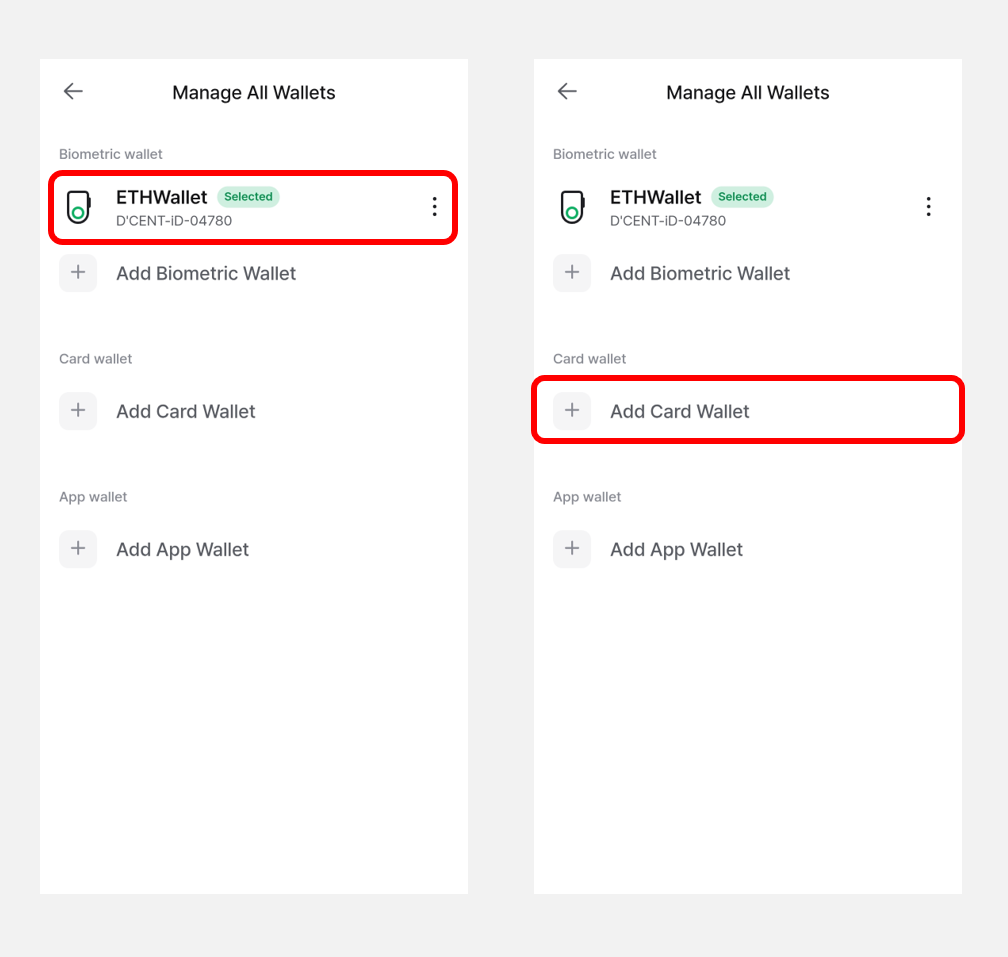 Manage All Wallets
Biometric wallet
ETHWallet Selected
D'CENT-iD-04780
Add Biometric Wallet
Card wallet
Add Card Wallet
App wallet
Add App Wallet
Manage All Wallets
Biometric wallet
ETHWallet Selected
D'CENT-iD-04780
Add Biometric Wallet
Card wallet
Add Card Wallet
App wallet
Add App Wallet